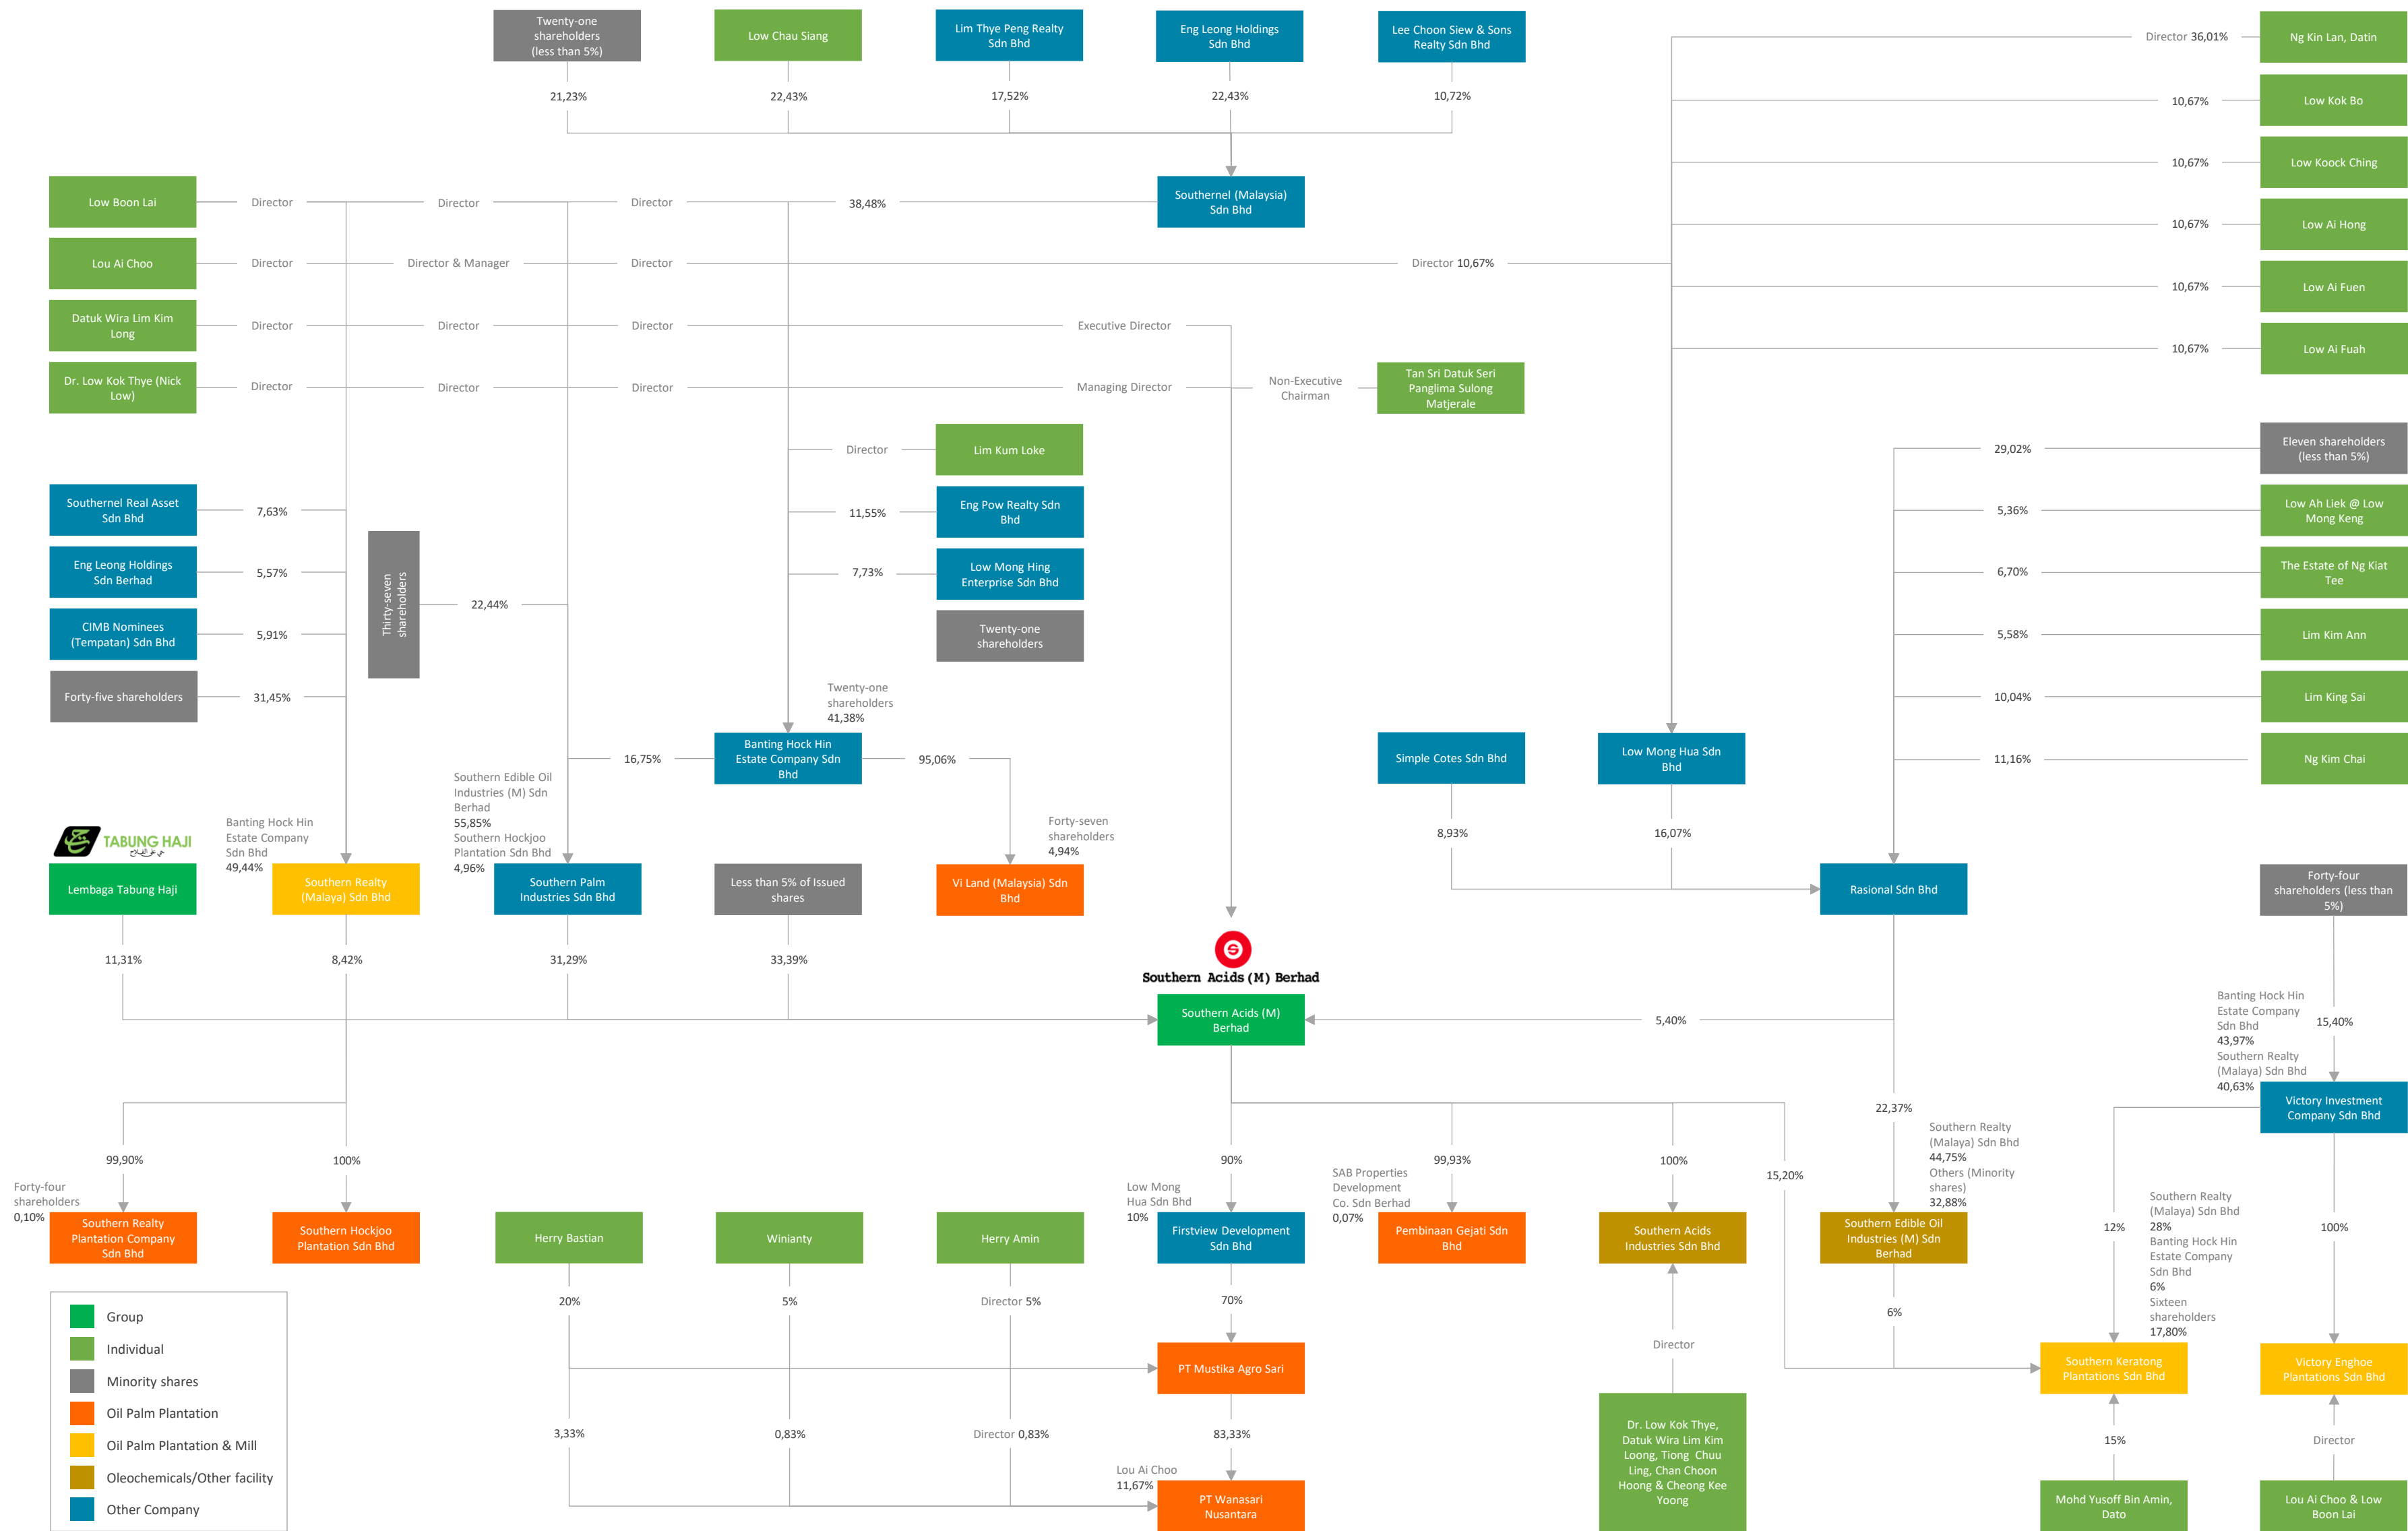 Twenty-one
shareholders
(less than 5%)
Low Chau Siang
Lim Thye Peng Realty
Sdn Bhd
Eng Leong Holdings
Sdn Bhd
Lee Choon Siew & Sons
Realty Sdn Bhd
21,23%
22,43%
17,52%
22,43%
10,72%
Director 36,01%
Ng Kin Lan, Datin
10,67%
Low Kok Bo
10,67%
Low Koock Ching
10,67%
Low Ai Hong
10,67%
Low Ai Fuen
10,67%
Low Ai Fuah
Low Boon Lai
Director
Director
Director
38,48%
Southernel (Malaysia)
Sdn Bhd
Lou Ai Choo
Director
Director & Manager
Director
Director 10,67%
Datuk Wira Lim Kim
Long
Director
Director
Director
Executive Director
Dr. Low Kok Thye (Nick
Low)
Director
Director
Director
Managing Director
Non-Executive
Chairman
Tan Sri Datuk Seri
Panglima Sulong
Matjerale
Director
Lim Kum Loke
11,55%
Eng Pow Realty Sdn
Bhd
7,73%
Low Mong Hing
Enterprise Sdn Bhd
Twenty-one
shareholders
Southernel Real Asset
Sdn Bhd
7,63%
Eng Leong Holdings
Sdn Berhad
5,57%
CIMB Nominees
(Tempatan) Sdn Bhd
5,91%
Forty-five shareholders
31,45%
Thirty-seven
shareholders
22,44%
29,02%
Eleven shareholders
(less than 5%)
5,36%
Low Ah Liek @ Low
Mong Keng
6,70%
The Estate of Ng Kiat
Tee
5,58%
Lim Kim Ann
10,04%
Lim King Sai
11,16%
Ng Kim Chai
Twenty-one
shareholders
41,38%
Banting Hock Hin
Estate Company Sdn
Bhd
16,75%
95,06%
Simple Cotes Sdn Bhd
Low Mong Hua Sdn
Bhd
8,93%
16,07%
Southern Edible Oil
Industries (M) Sdn
Berhad
55,85%
Southern Hockjoo
Plantation Sdn Bhd
4,96%
Banting Hock Hin
Estate Company
Sdn Bhd
49,44%
Forty-seven
shareholders
4,94%
TABUNG HAJI
Lembaga Tabung Haji
Southern Realty
(Malaya) Sdn Bhd
Southern Palm
Industries Sdn Bhd
Less than 5% of Issued
shares
Vi Land (Malaysia) Sdn
Bhd
Rasional Sdn Bhd
Forty-four
shareholders (less than
5%)
11,31%
8,42%
31,29%
33,39%
Southern Acids (M) Berhad
Southern Acids (M)
Berhad
5,40%
15,40%
Banting Hock Hin
Estate Company
Sdn Bhd
43,97%
Southern Realty
(Malaya) Sdn Bhd
40,63%
Victory Investment
Company Sdn Bhd
22,37%
Southern Realty
(Malaya) Sdn Bhd
44,75%
Others (Minority
shares)
32,88%
99,90%
100%
90%
99,93%
100%
15,20%
Forty-four
shareholders
0,10%
Low Mong
Hua Sdn Bhd
10%
SAB Properties
Development
Co. Sdn Berhad
0,07%
Southern Realty
Plantation Company
Sdn Bhd
Southern Hockjoo
Plantation Sdn Bhd
Herry Bastian
Winianty
Herry Amin
Firstview Development
Sdn Bhd
Pembinaan Gejati Sdn
Bhd
Southern Acids
Industries Sdn Bhd
Southern Edible Oil
Industries (M) Sdn
Berhad
12%
Southern Realty
(Malaya) Sdn Bhd
28%
Banting Hock Hin
Estate Company
Sdn Bhd
6%
Sixteen
shareholders
17,80%
100%
20%
5%
Director 5%
70%
6%
Director
PT Mustika Agro Sari
Southern Keratong
Plantations Sdn Bhd
Victory Enghoe
Plantations Sdn Bhd
3,33%
0,83%
Director 0,83%
83,33%
15%
Director
Lou Ai Choo
11,67%
PT Wanasari
Nusantara
Dr. Low Kok Thye,
Datuk Wira Lim Kim
Loong, Tiong Chuu
Ling, Chan Choon
Hoong & Cheong Kee
Yoong
Mohd Yusoff Bin Amin,
Dato
Lou Ai Choo & Low
Boon Lai
Group
Individual
Minority shares
Oil Palm Plantation
Oil Palm Plantation & Mill
Oleochemicals/Other facility
Other Company